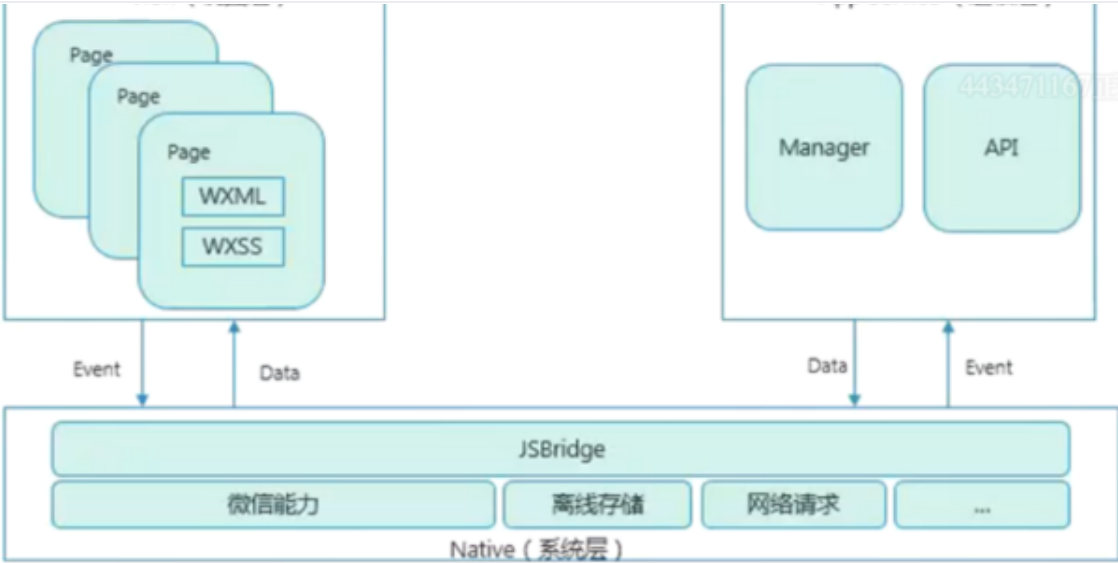 Page
Page
Page
WXML
WXSS
Manager
API
Event
Data
Data
Event
JSBridge
微信能力
离线存储
网络请求
...
Native（系统层）